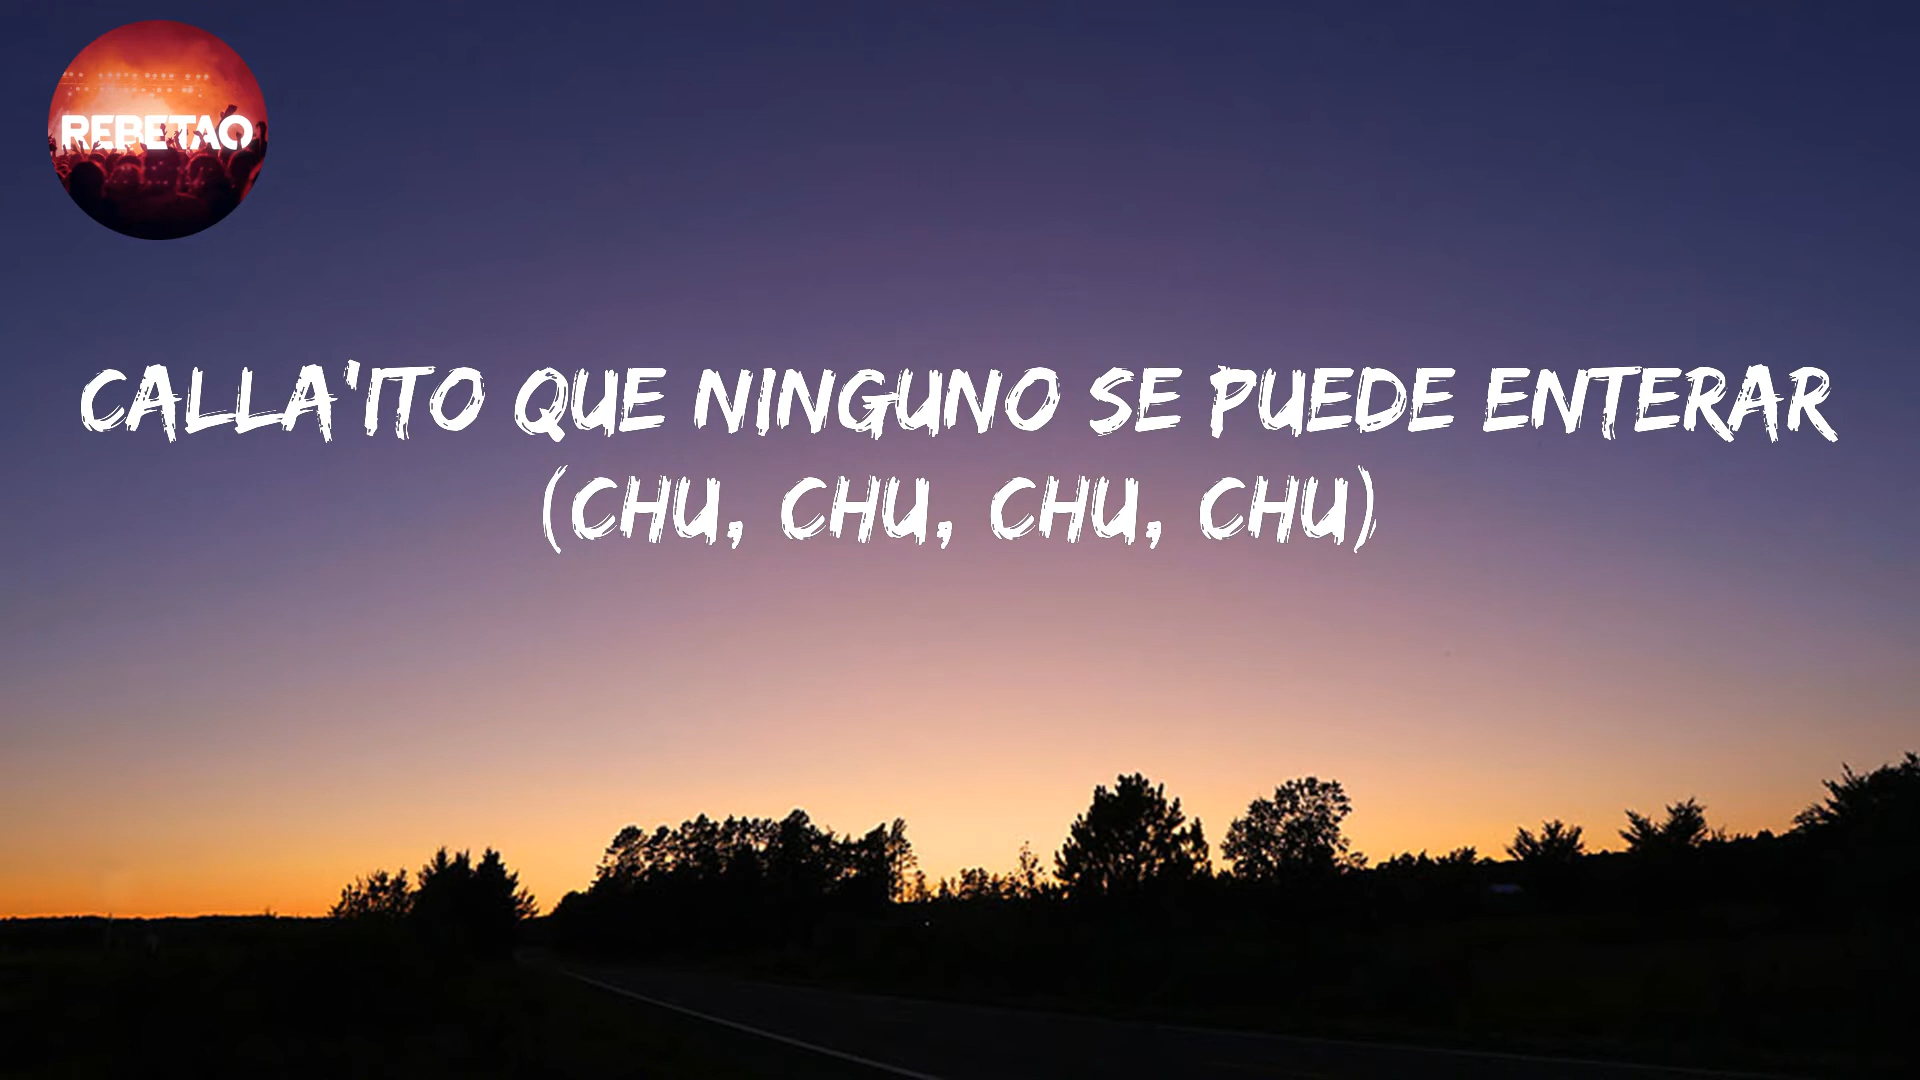 REBETAO
CALLA'ITO QUE NINGUNO SE PUEDE ENTERAR
(CHU, CHU, CHU, CHU)